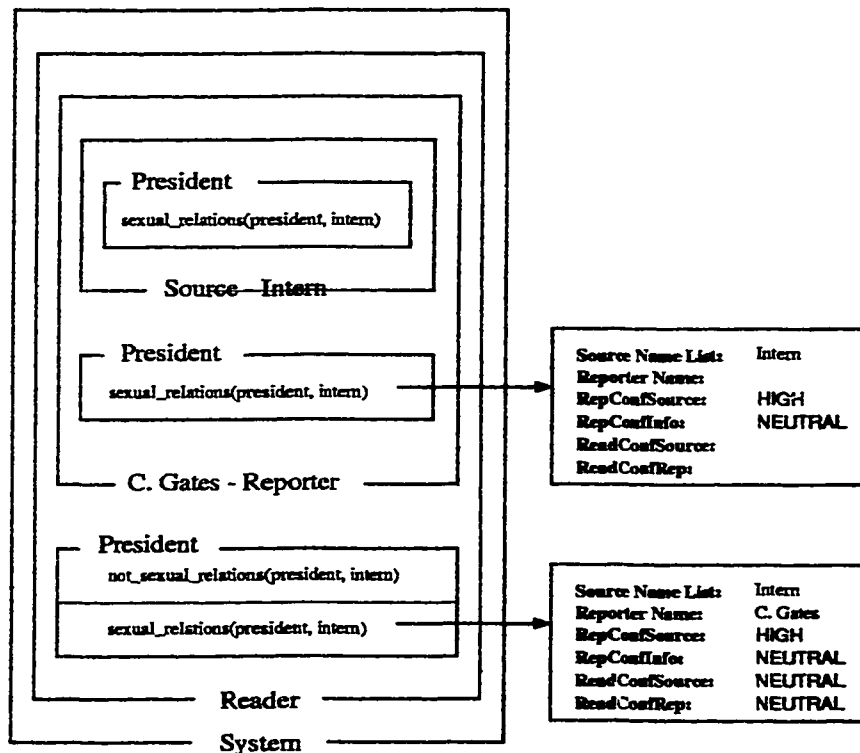 President
sexual_relations(president, intern)
Source - Intern
President
sexual_relations(president, intern)
C. Gates - Reporter
Source Name List: Intern
Reporter Name:
RepConfSource: HIGH
RepConfInfo: NEUTRAL
ReadConfSource:
ReadConfRep:
President
not_sexual_relations(president, intern)
sexual_relations(president, intern)
Source Name List: Intern
Reporter Name: C. Gates
RepConfSource: HIGH
RepConfInfo: NEUTRAL
ReadConfSource: NEUTRAL
ReadConfRep: NEUTRAL
Reader
System